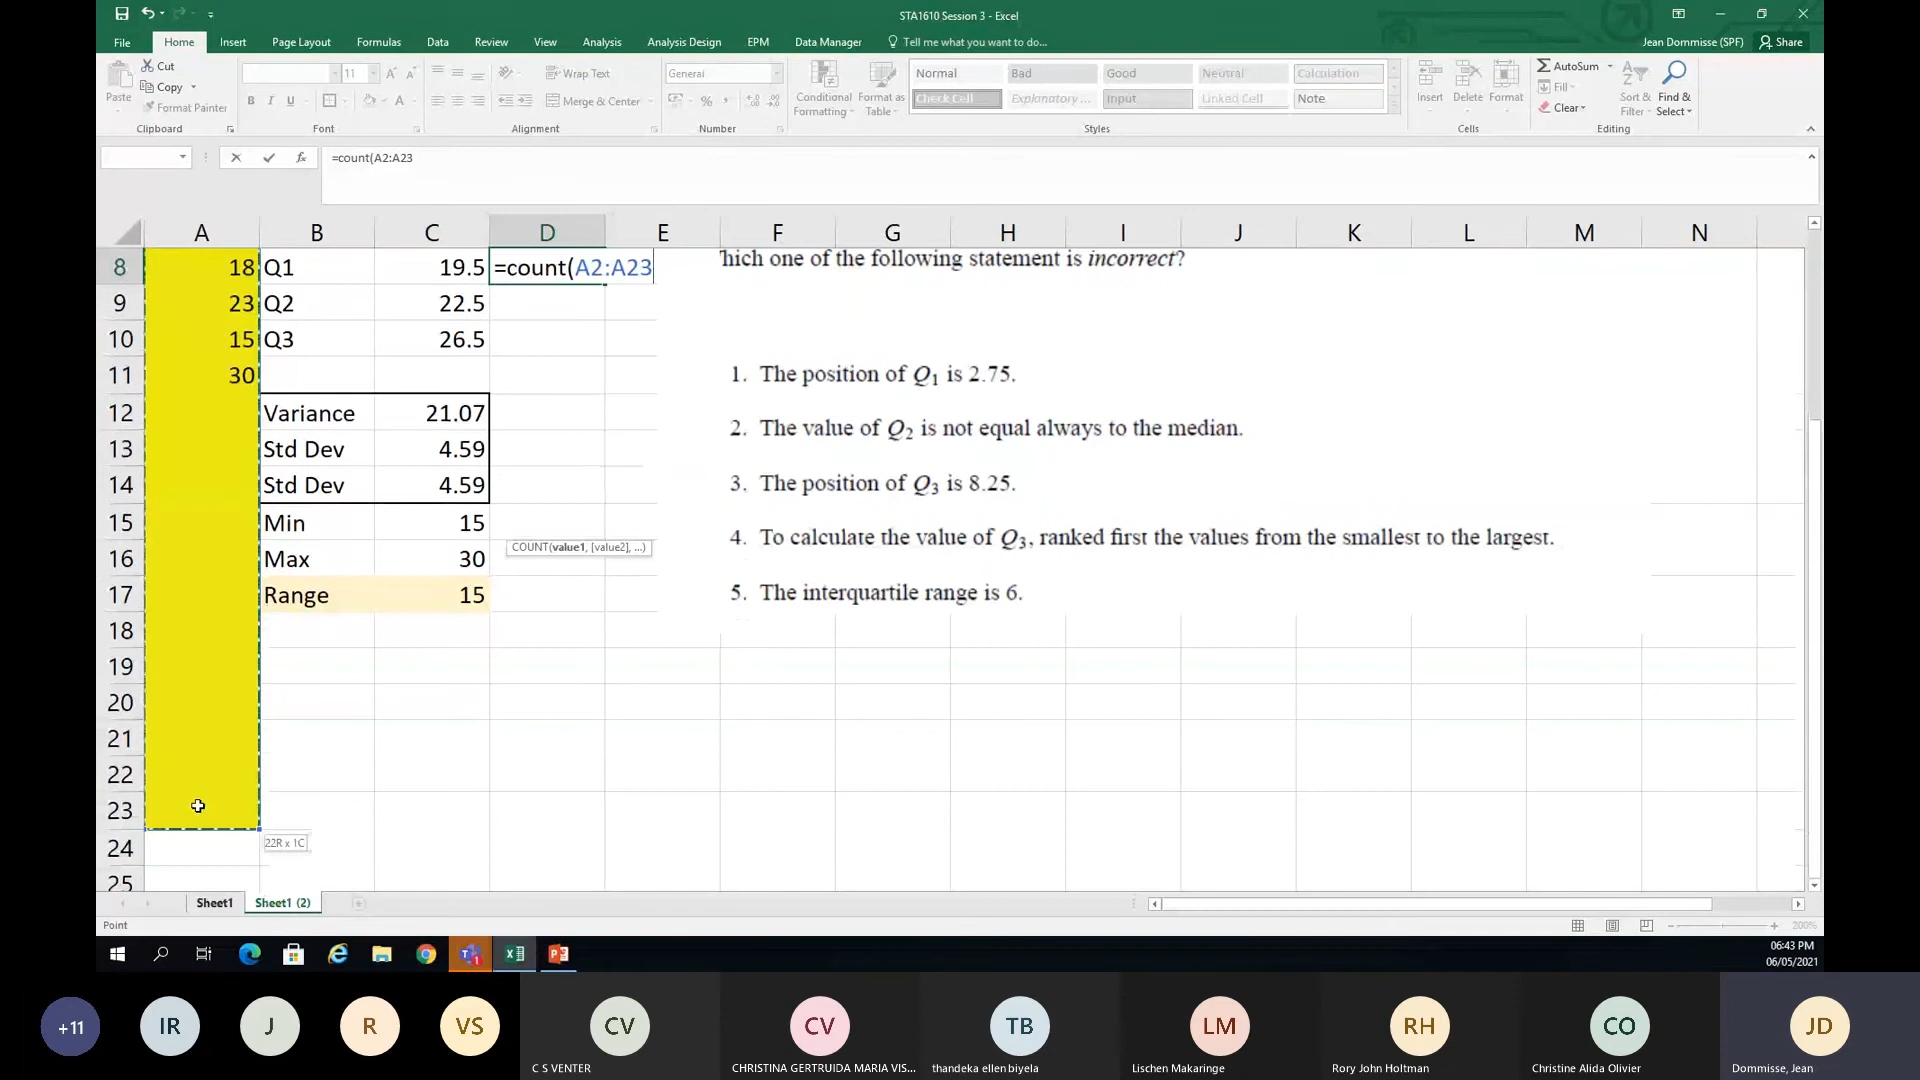 STA1610 Session 3 - Excel
File Home Insert Page Layout Formulas Data Review View Analysis Analysis Design EPM Data Manager Tell me what you want to do... Jean Dommisse (SPF) Share
Paste Cut Copy Format Painter
11 B I U
Wrap Text Merge & Center
General %
Conditional Formatting Format as Table
Normal Bad Good Neutral Calculation
Check Cell Explanatory ... Input Linked Cell Note
Insert Delete Format
AutoSum Fill Clear Sort & Filter Find & Select
Clipboard Font Alignment Number Styles Cells Editing
fx =count(A2:A23
A B C D E F G H I J K L M N
8 18 Q1 19.5 =count(A2:A23
9 23 Q2 22.5
10 15 Q3 26.5
11 30
12 Variance 21.07
13 Std Dev 4.59
14 Std Dev 4.59
15 Min 15
16 Max 30
17 Range 15
18
19
20
21
22
23
24
25
COUNT(value1, [value2], ...)
22R x 1C
hich one of the following statement is incorrect?
1. The position of Q1 is 2.75.
2. The value of Q2 is not equal always to the median.
3. The position of Q3 is 8.25.
4. To calculate the value of Q3, ranked first the values from the smallest to the largest.
5. The interquartile range is 6.
Sheet1 Sheet1 (2)
Point 200%
06:43 PM
06/05/2021
+11 IR J R VS CV CV TB LM RH CO JD
C S VENTER CHRISTINA GERTRUIDA MARIA VIS... thandeka ellen biyela Lischen Makaringe Rory John Holtman Christine Alida Olivier Dommisse, Jean